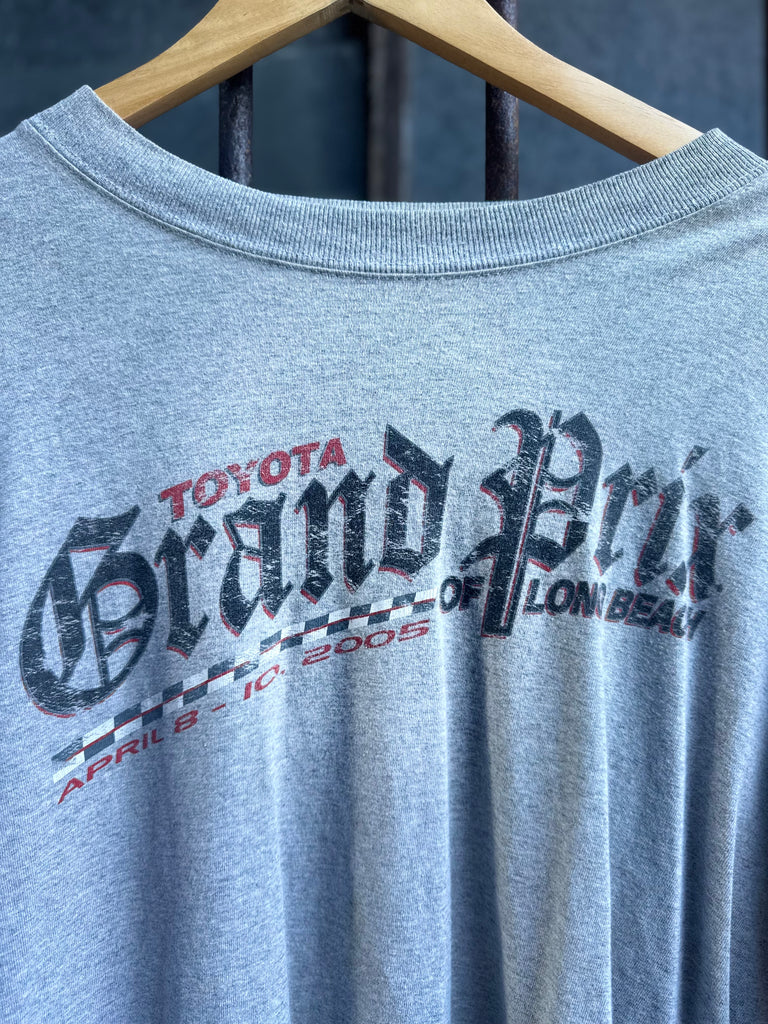 TOYOTA
Grand Prix
OF LONG BEACH
APRIL 8 - 10, 2005